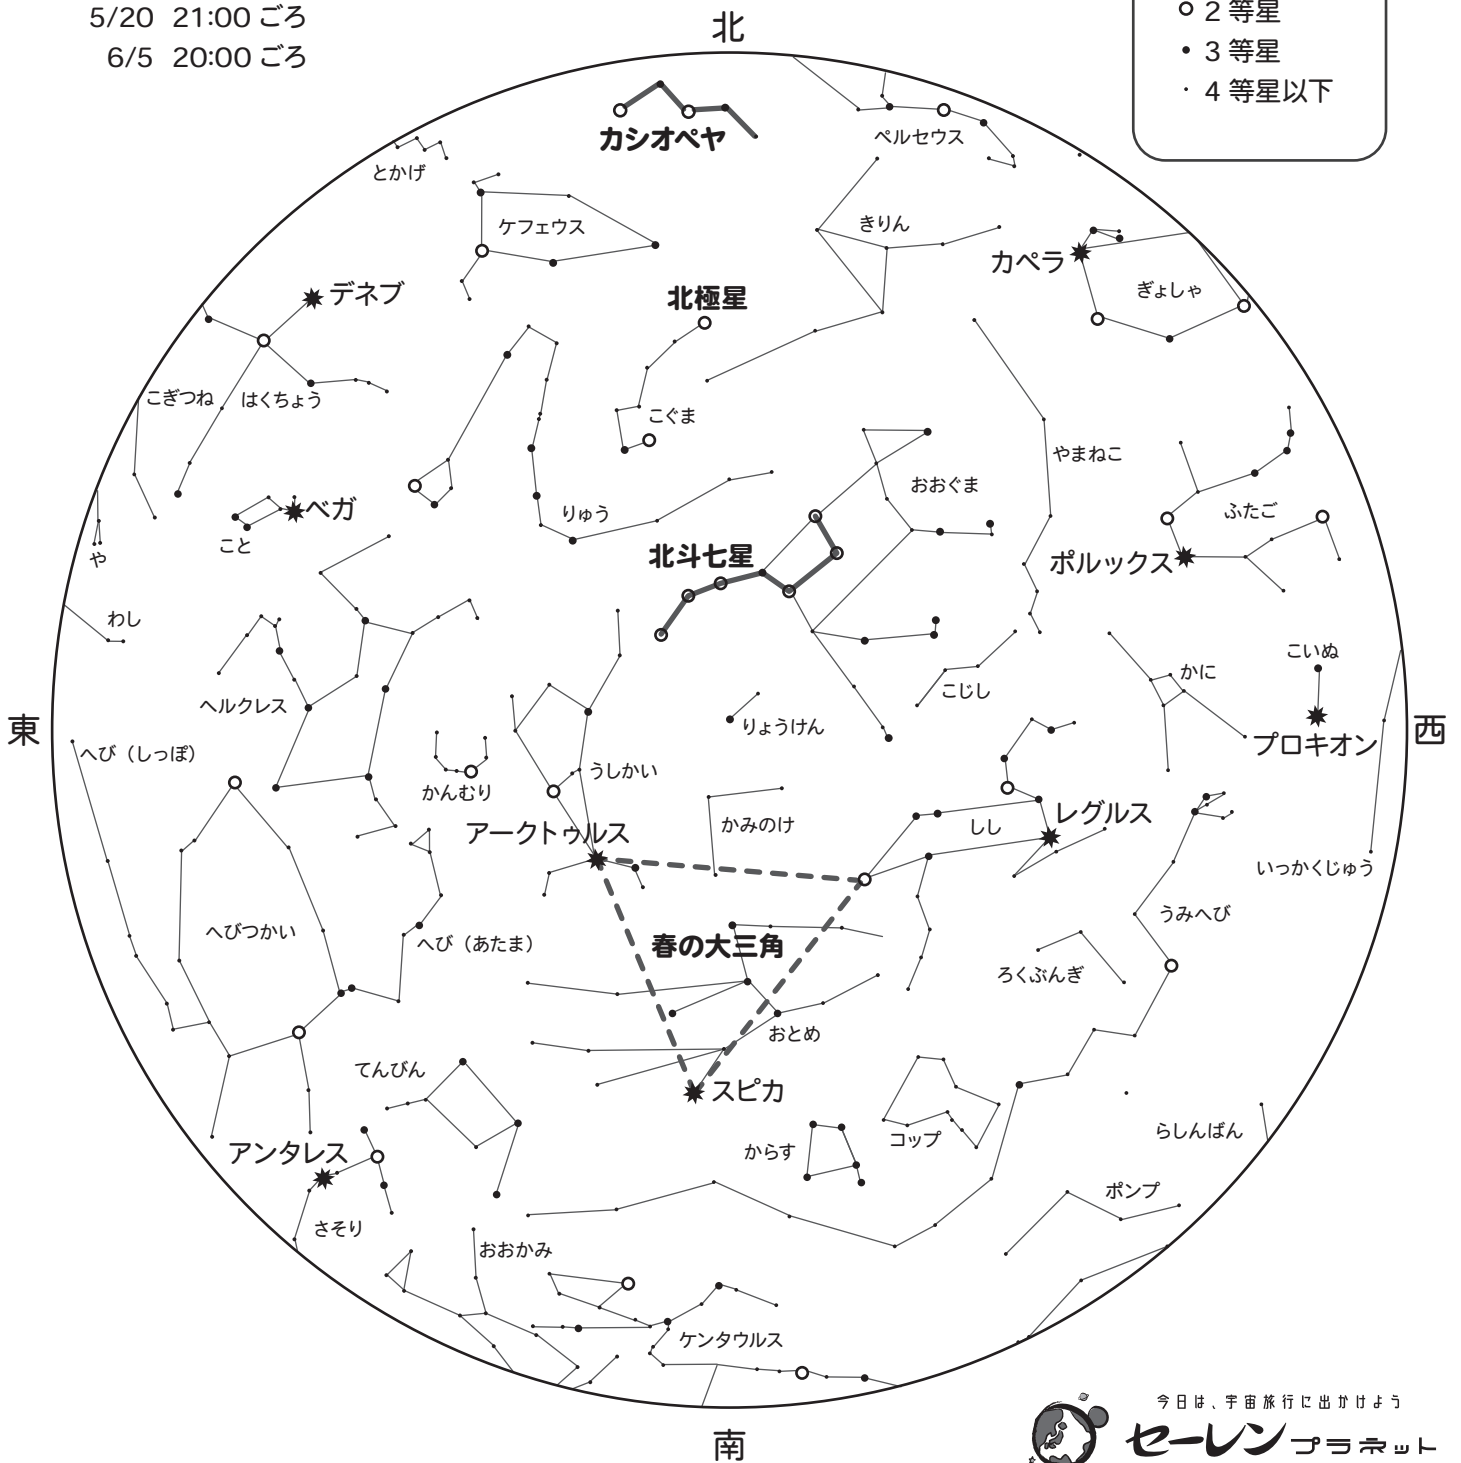 5/20 21:00 ごろ
6/5 20:00 ごろ
北
2 等星
3 等星
4 等星以下
カシオペヤ
ペルセウス
とかげ
ケフェウス
きりん
カペラ
ぎょしゃ
デネブ
北極星
こぎつね
はくちょう
こぐま
やまねこ
おおぐま
ふたご
りゅう
ベガ
こと
や
北斗七星
ポルックス
わし
こいぬ
かに
こじし
ヘルクレス
りょうけん
東
西
プロキオン
へび（しっぽ）
うしかい
かんむり
アークトゥルス
かみのけ
しし
レグルス
いっかくじゅう
うみへび
へびつかい
へび（あたま）
春の大三角
ろくぶんぎ
おとめ
てんびん
スピカ
アンタレス
からす
コップ
らしんばん
ポンプ
さそり
おおかみ
ケンタウルス
南
今日は、宇宙旅行に出かけよう
セーレンプラネット